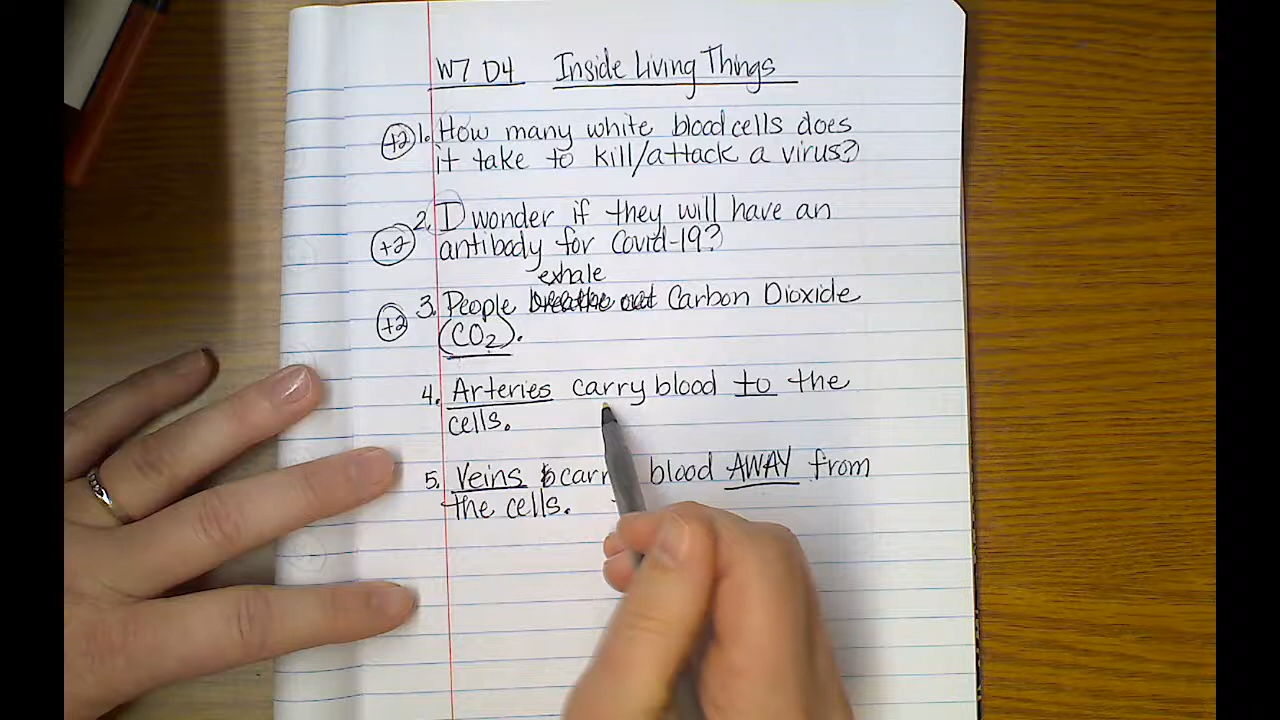 W7 D4 Inside Living Things
+2 1. How many white blood cells does
it take to kill/attack a virus?
2. I wonder if they will have an
+2 antibody for Covid-19?
exhale
3. People breathe out Carbon Dioxide
+2 (CO2).
4. Arteries carry blood to the
cells.
5. Veins blood AWAY from
the cells.